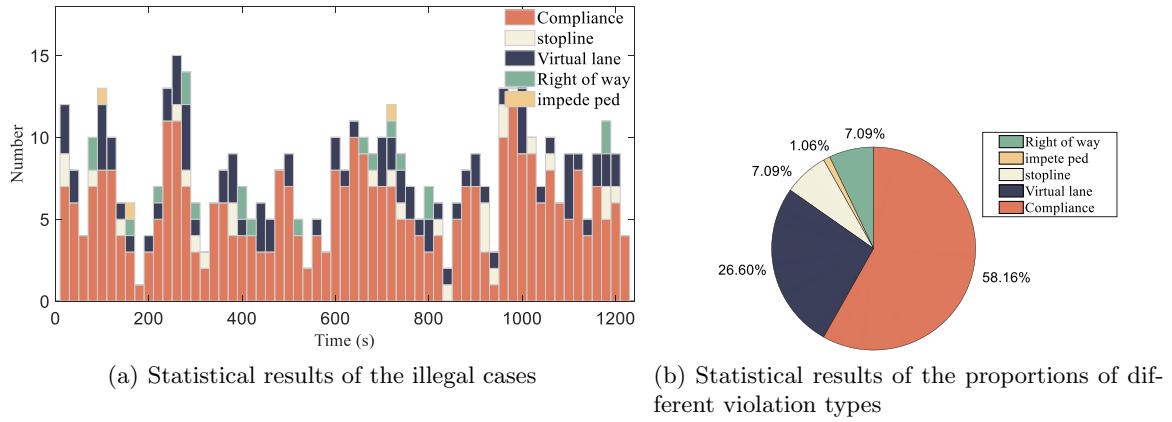 15
10
5
0
Number
0
200
400
600
800
1000
1200
Time (s)
Compliance
stopline
Virtual lane
Right of way
impede ped
(a) Statistical results of the illegal cases
7.09%
1.06%
7.09%
26.60%
58.16%
Right of way
impete ped
stopline
Virtual lane
Compliance
(b) Statistical results of the proportions of dif-
ferent violation types